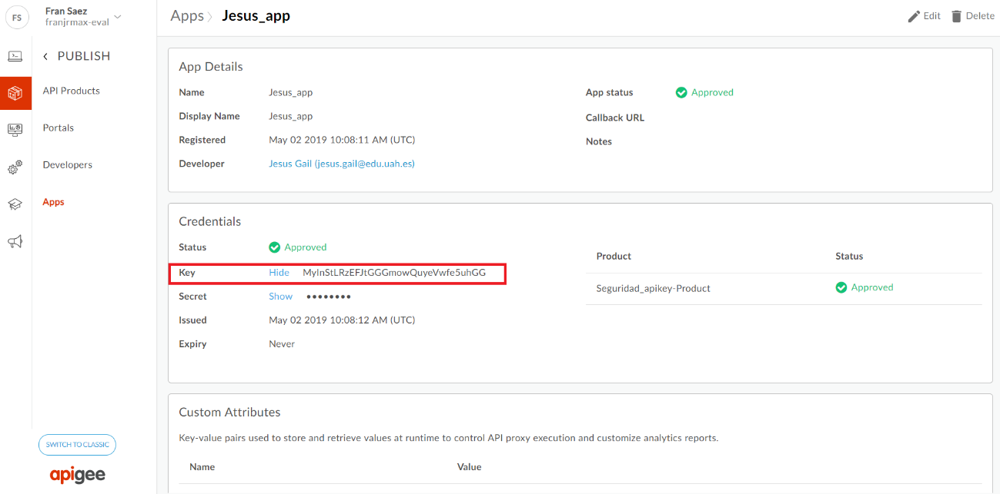 FS
Fran Saez
franjrmax-eval
Apps
Jesus_app
Edit
Delete
PUBLISH
API Products
Portals
Developers
Apps
SWITCH TO CLASSIC
apigee
App Details
Name Jesus_app
Display Name Jesus_app
Registered May 02 2019 10:08:11 AM (UTC)
Developer Jesus Gail (jesus.gail@edu.uah.es)
App status Approved
Callback URL
Notes
Credentials
Status Approved
Key Hide MyInStLRzEFJtGGGmowQuyeVwfe5uhGG
Secret Show ••••••••
Issued May 02 2019 10:08:12 AM (UTC)
Expiry Never
Product Status
Seguridad_apikey-Product Approved
Custom Attributes
Key-value pairs used to store and retrieve values at runtime to control API proxy execution and customize analytics reports.
Name Value